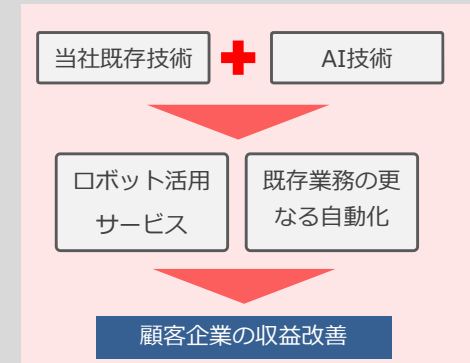 当社既存技術 AI技術
ロボット活用
サービス
既存業務の更
なる自動化
顧客企業の収益改善